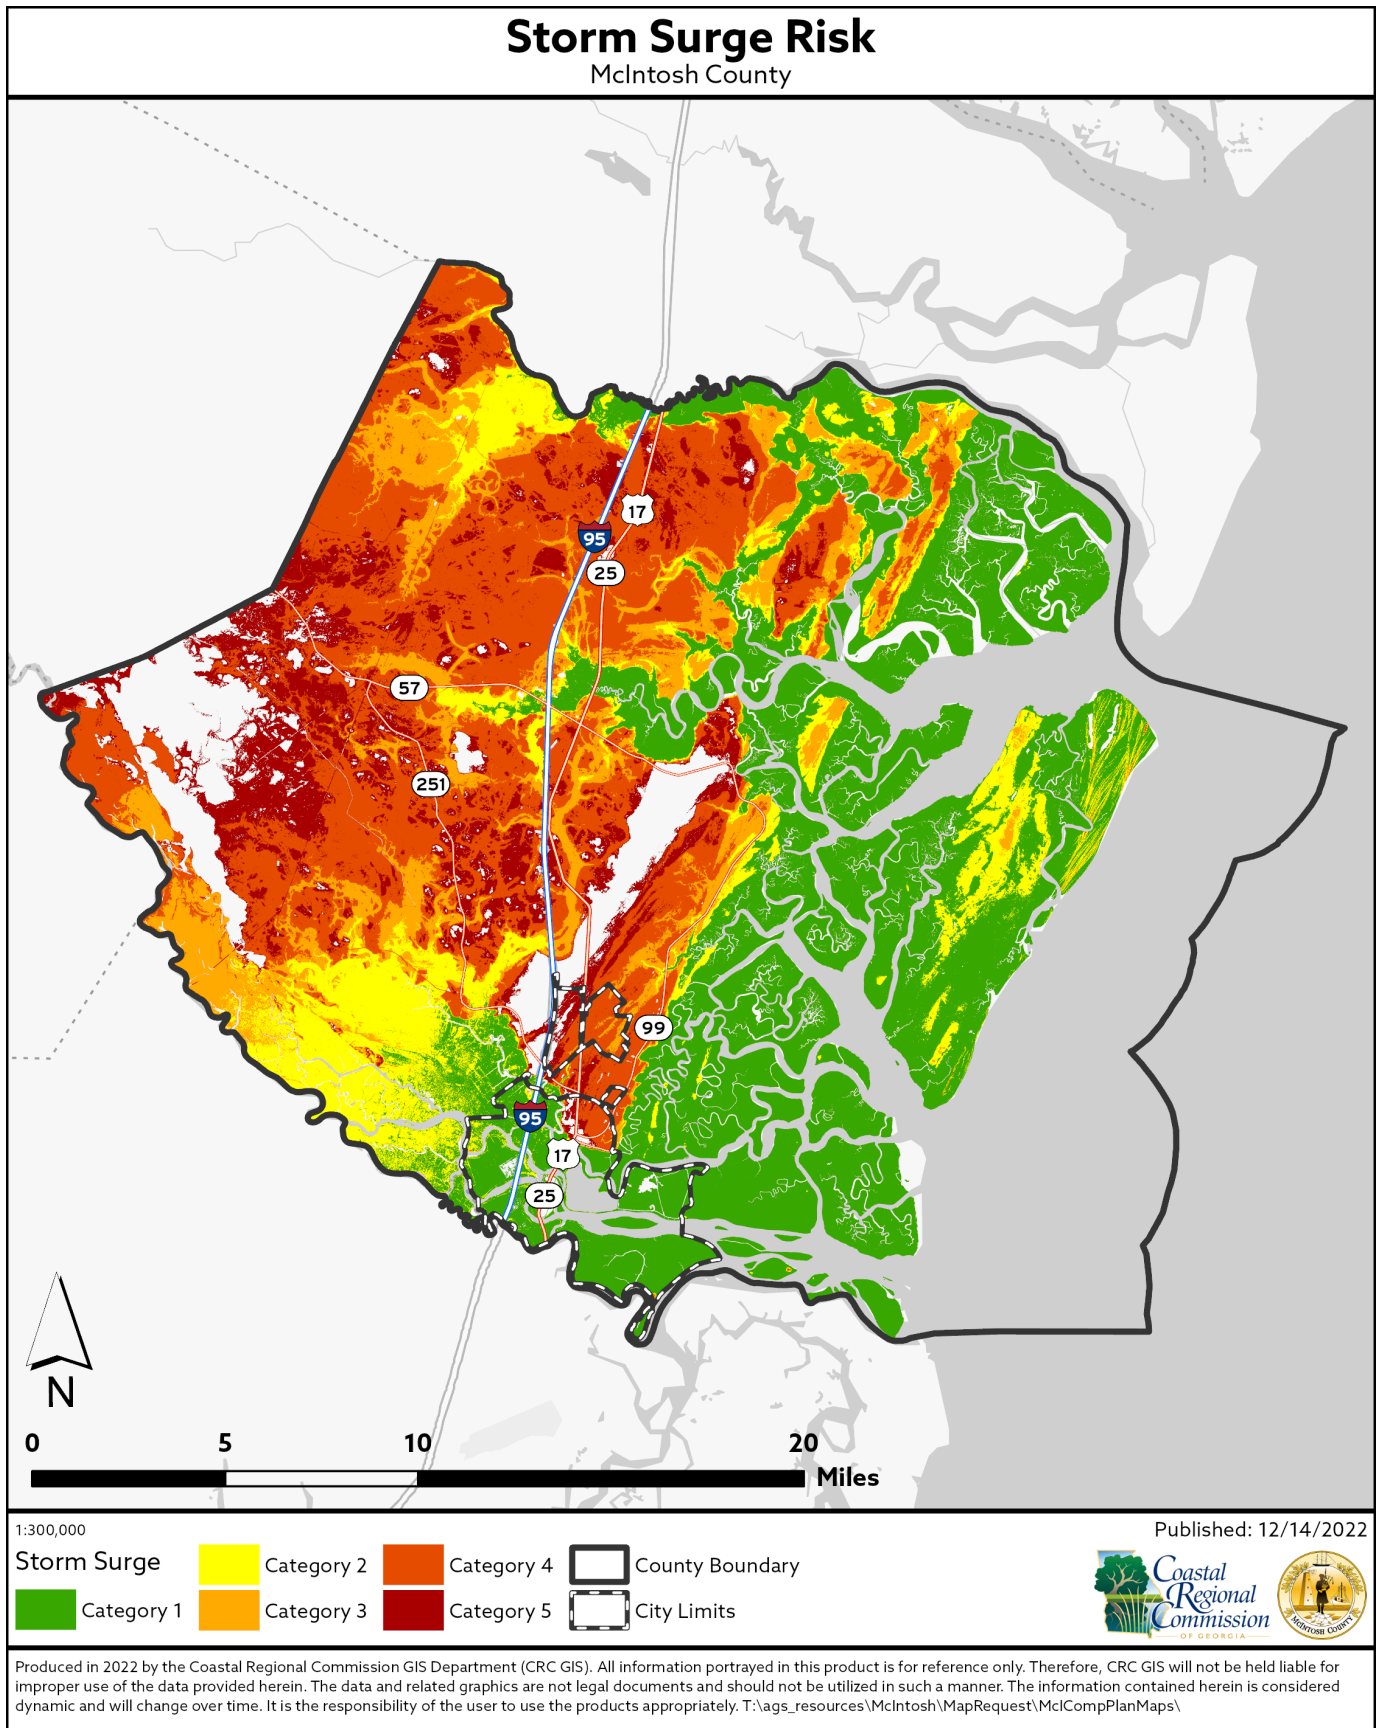 Storm Surge Risk
McIntosh County
17
95
25
57
251
99
95
17
25
N
0 5 10 20
Miles
1:300,000
Published: 12/14/2022
Storm Surge
Category 1
Category 2
Category 3
Category 4
Category 5
County Boundary
City Limits
Coastal
Regional
Commission
OF GEORGIA
McINTOSH COUNTY
Produced in 2022 by the Coastal Regional Commission GIS Department (CRC GIS). All information portrayed in this product is for reference only. Therefore, CRC GIS will not be held liable for
improper use of the data provided herein. The data and related graphics are not legal documents and should not be utilized in such a manner. The information contained herein is considered
dynamic and will change over time. It is the responsibility of the user to use the products appropriately. T:\ags_resources\McIntosh\MapRequest\McICompPlanMaps\